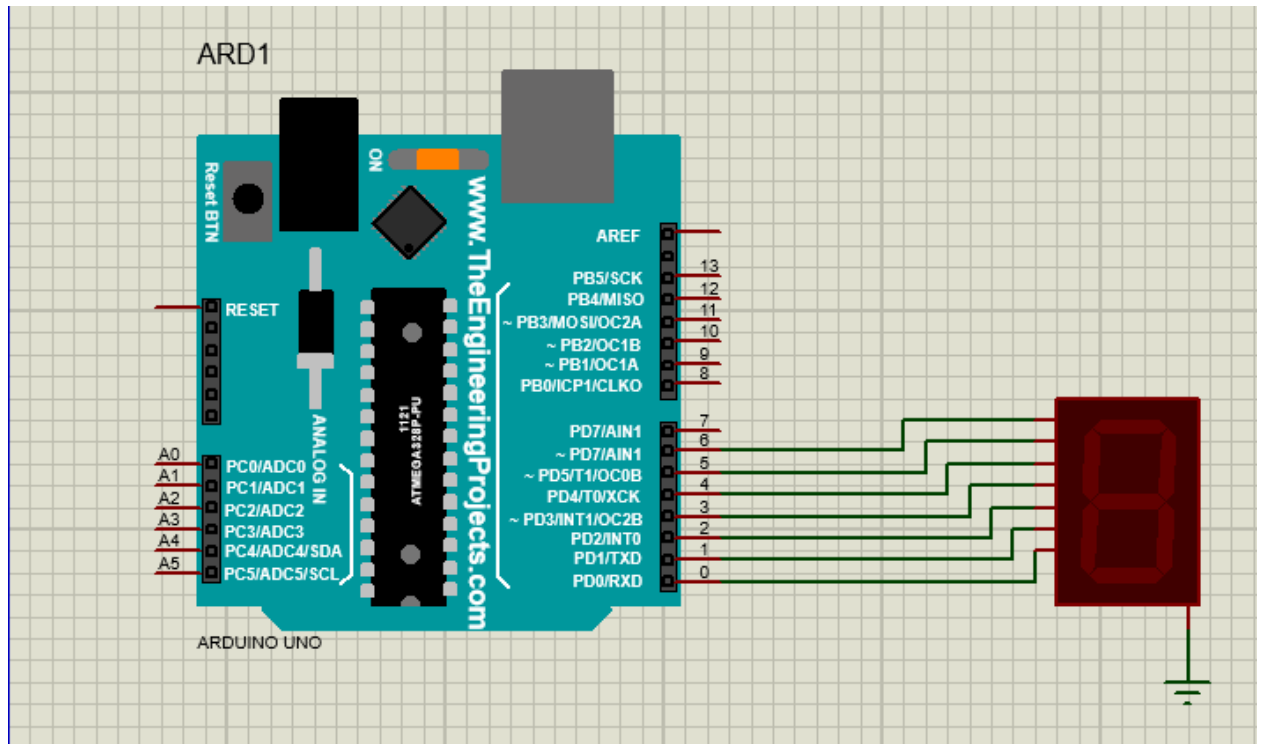 ARD1
Reset BTN
ON
www.TheEngineeringProjects.com
AREF
PB5/SCK
13
PB4/MISO
12
~ PB3/MOSI/OC2A
11
~ PB2/OC1B
10
~ PB1/OC1A
9
PB0/ICP1/CLKO
8
RESET
1121
ATMEGA328P-PU
ANALOG IN
PD7/AIN1
7
~ PD7/AIN1
6
~ PD5/T1/OC0B
5
PD4/T0/XCK
4
~ PD3/INT1/OC2B
3
PD2/INT0
2
PD1/TXD
1
PD0/RXD
0
A0
PC0/ADC0
A1
PC1/ADC1
A2
PC2/ADC2
A3
PC3/ADC3
A4
PC4/ADC4/SDA
A5
PC5/ADC5/SCL
ARDUINO UNO